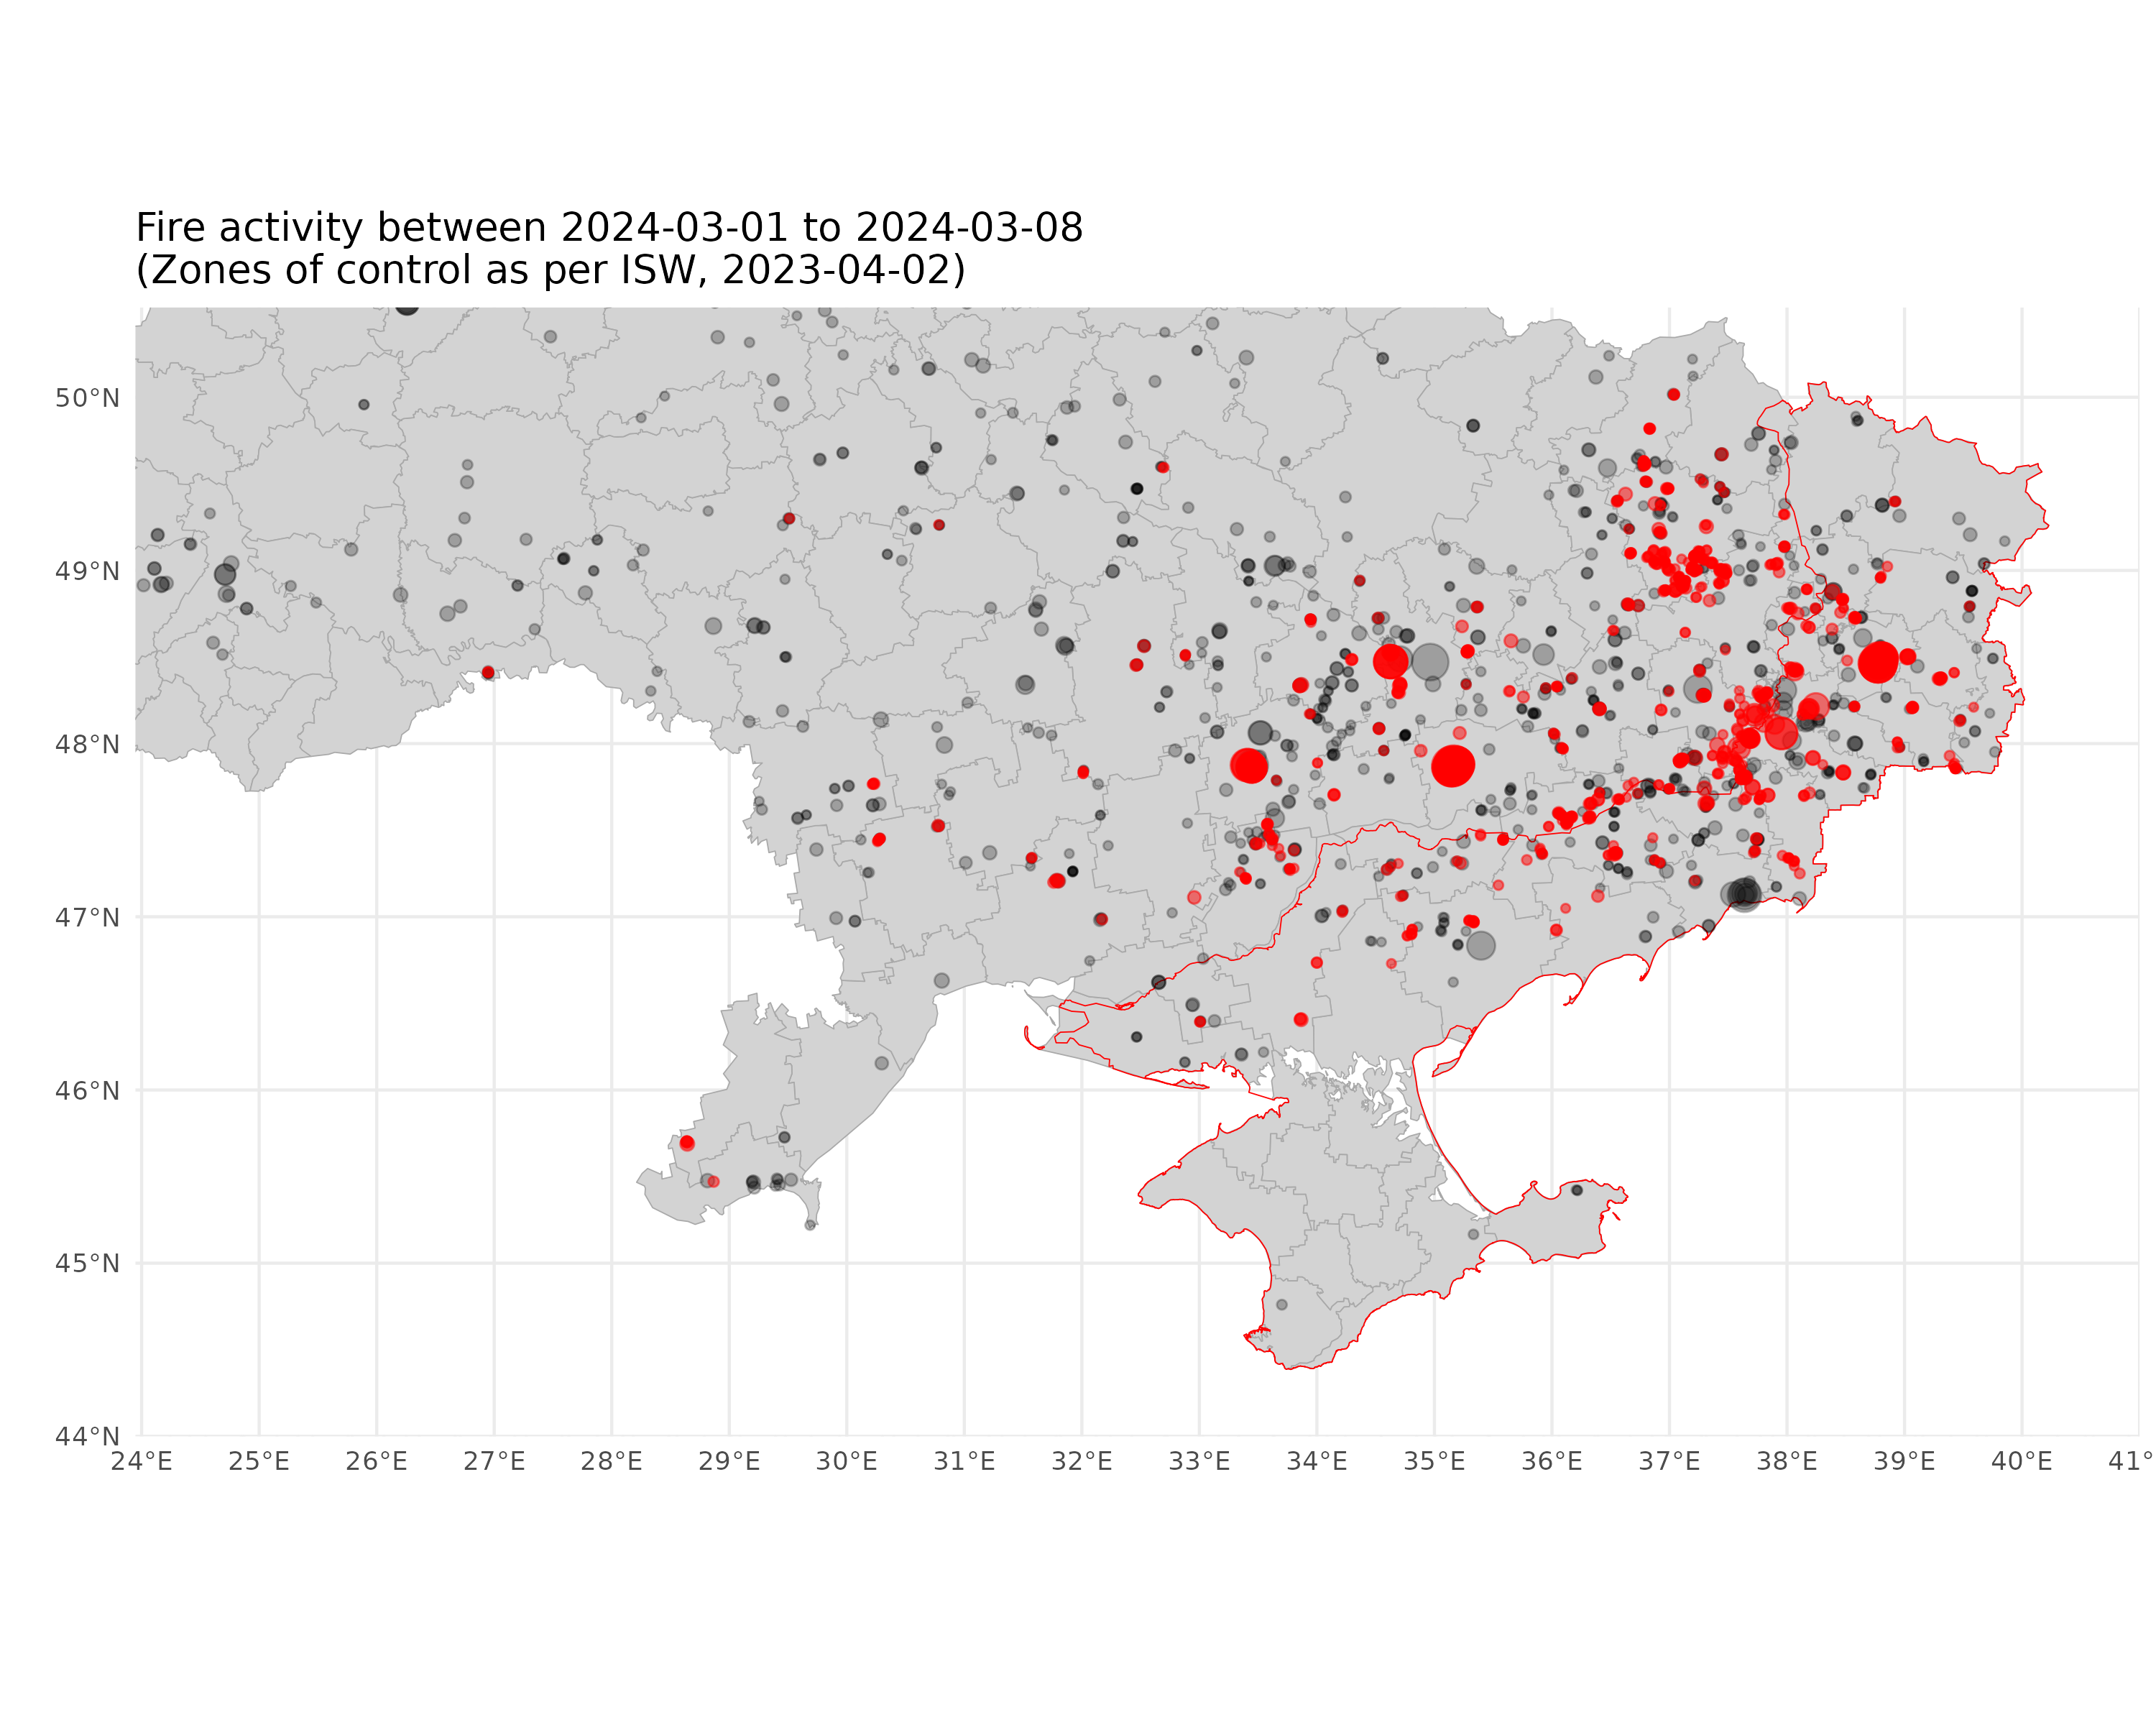 Fire activity between 2024-03-01 to 2024-03-08
(Zones of control as per ISW, 2023-04-02)
50°N
49°N
48°N
47°N
46°N
45°N
44°N
24°E 25°E 26°E 27°E 28°E 29°E 30°E 31°E 32°E 33°E 34°E 35°E 36°E 37°E 38°E 39°E 40°E 41°